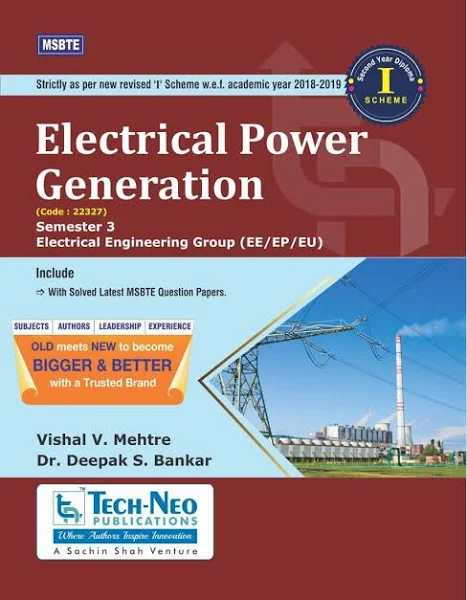 MSBTE
Strictly as per new revised 'I' Scheme w.e.f. academic year 2018-2019
Second Year Diploma
I
SCHEME
Electrical Power
Generation
(Code : 22327)
Semester 3
Electrical Engineering Group (EE/EP/EU)
Include
⇨ With Solved Latest MSBTE Question Papers.
SUBJECTS AUTHORS LEADERSHIP EXPERIENCE
OLD meets NEW to become
BIGGER & BETTER
with a Trusted Brand
Vishal V. Mehtre
Dr. Deepak S. Bankar
TM
TECH-NEO
PUBLICATIONS
Where Authors Inspire Innovation
A Sachin Shah Venture